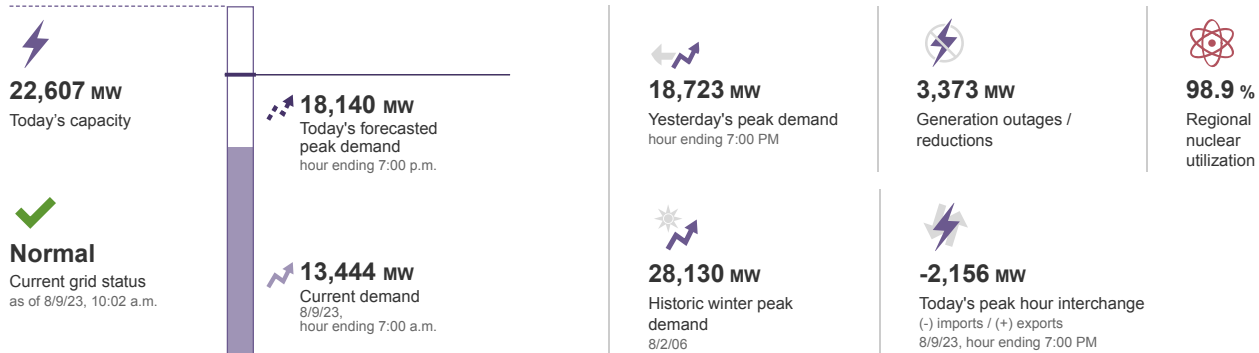 22,607 MW
Today's capacity
Normal
Current grid status
as of 8/9/23, 10:02 a.m.
18,140 MW
Today's forecasted
peak demand
hour ending 7:00 p.m.
13,444 MW
Current demand
8/9/23,
hour ending 7:00 a.m.
18,723 MW
Yesterday's peak demand
hour ending 7:00 PM
3,373 MW
Generation outages /
reductions
98.9 %
Regional
nuclear
utilization
28,130 MW
Historic winter peak
demand
8/2/06
-2,156 MW
Today's peak hour interchange
(-) imports / (+) exports
8/9/23, hour ending 7:00 PM